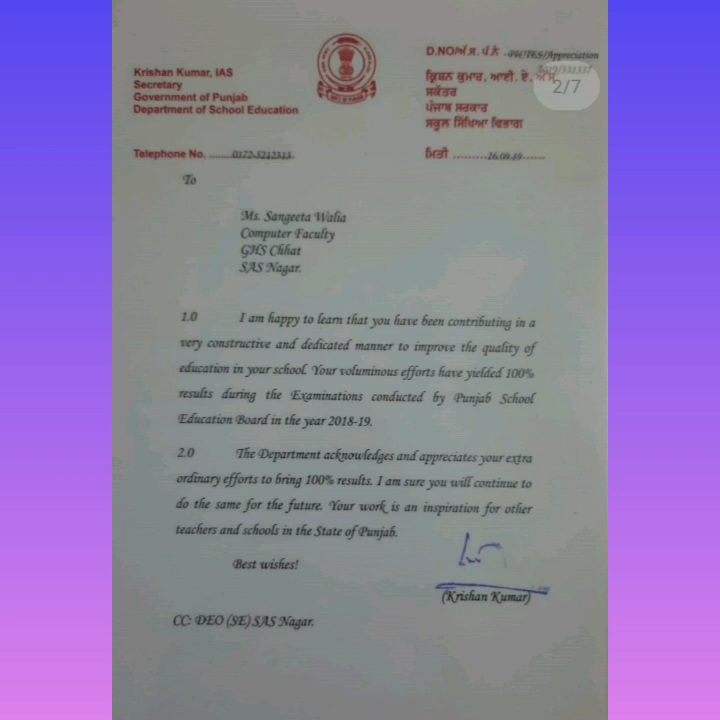 Krishan Kumar, IAS
Secretary
Government of Punjab
Department of School Education
Telephone No. .......0172-5212313.
D.NO/ਅੰ.ਸ. ਪੱ.ਨੰ. -PICTES/Appreciation
ਕ੍ਰਿਸ਼ਨ ਕੁਮਾਰ, ਆਈ. ਏ. ਐਸ.
ਸਕੱਤਰ
ਪੰਜਾਬ ਸਰਕਾਰ
ਸਕੂਲ ਸਿੱਖਿਆ ਵਿਭਾਗ
ਮਿਤੀ .........26.09.19......
2/7
To
Ms. Sangeeta Walia
Computer Faculty
GHS Chhat
SAS Nagar.
1.0 I am happy to learn that you have been contributing in a
very constructive and dedicated manner to improve the quality of
education in your school. Your voluminous efforts have yielded 100%
results during the Examinations conducted by Punjab School
Education Board in the year 2018-19.
2.0 The Department acknowledges and appreciates your extra
ordinary efforts to bring 100% results. I am sure you will continue to
do the same for the future. Your work is an inspiration for other
teachers and schools in the State of Punjab.
Best wishes!
(Krishan Kumar)
CC: DEO (SE) SAS Nagar.